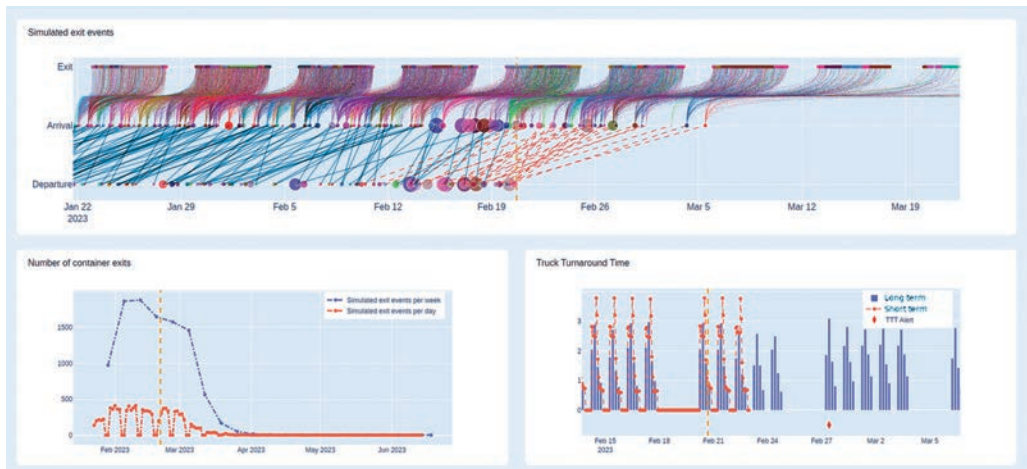 Simulated exit events
Exit
Arrival
Departure
Jan 22
2023
Jan 29
Feb 5
Feb 12
Feb 19
Feb 26
Mar 5
Mar 12
Mar 19
Number of container exits
Simulated exit events per week
Simulated exit events per day
1500
1000
500
0
Feb 2023
Mar 2023
Apr 2023
May 2023
Jun 2023
Truck Turnaround Time
Long term
Short term
TTT Alert
3
2
1
0
Feb 15
2023
Feb 18
Feb 21
Feb 24
Feb 27
Mar 2
Mar 5